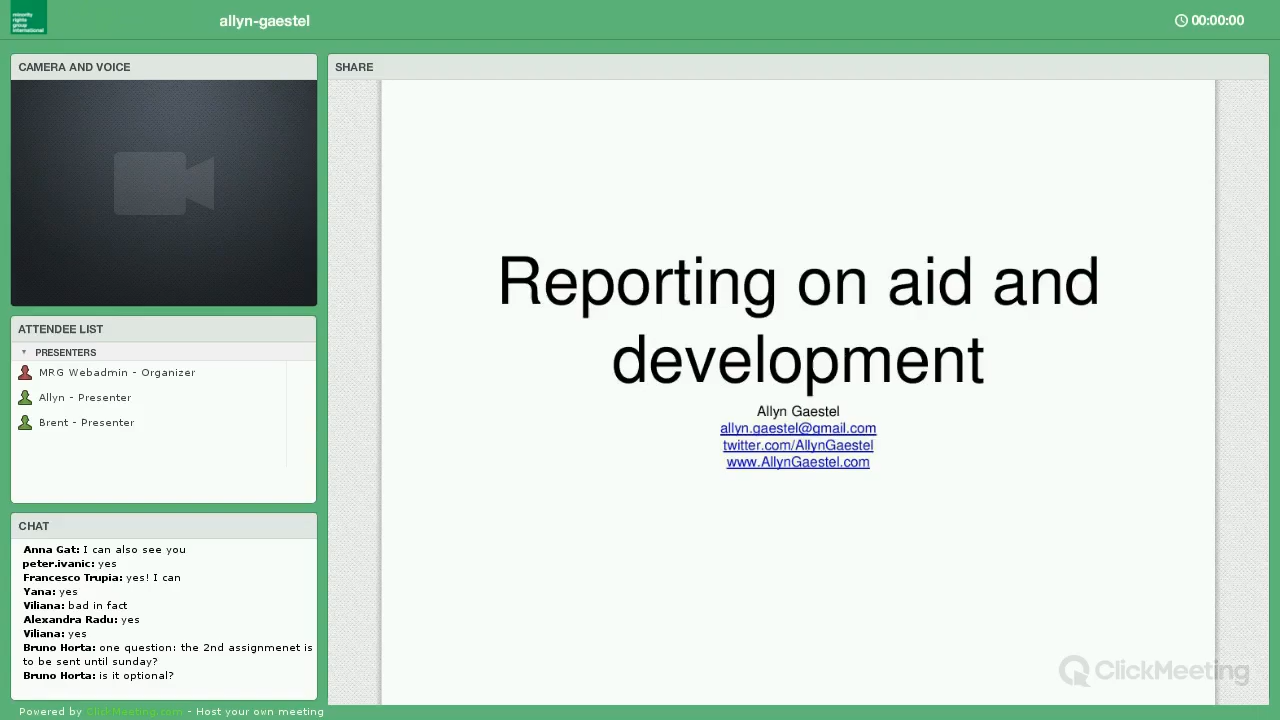 minority
rights
group
international
allyn-gaestel
00:00:00
CAMERA AND VOICE
SHARE
Reporting on aid and
development
Allyn Gaestel
allyn.gaestel@gmail.com
twitter.com/AllynGaestel
www.AllynGaestel.com
ATTENDEE LIST
PRESENTERS
MRG Webadmin - Organizer
Allyn - Presenter
Brent - Presenter
CHAT
Anna Gat: I can also see you
peter.ivanic: yes
Francesco Trupia: yes! I can
Yana: yes
Viliana: bad in fact
Alexandra Radu: yes
Viliana: yes
Bruno Horta: one question: the 2nd assignmenet is
to be sent until sunday?
Bruno Horta: is it optional?
ClickMeeting
Powered by ClickMeeting.com - Host your own meeting